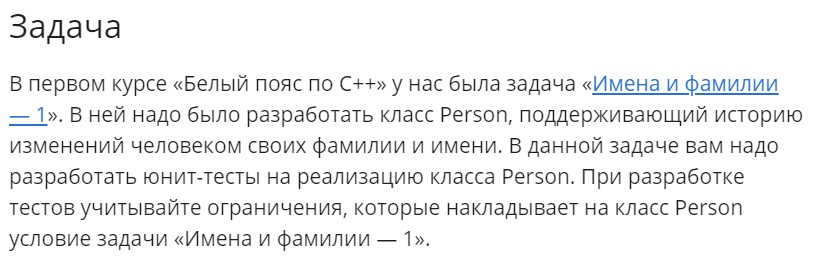 Задача
В первом курсе «Белый пояс по С++» у нас была задача «Имена и фамилии
— 1». В ней надо было разработать класс Person, поддерживающий историю
изменений человеком своих фамилии и имени. В данной задаче вам надо
разработать юнит-тесты на реализацию класса Person. При разработке
тестов учитывайте ограничения, которые накладывает на класс Person
условие задачи «Имена и фамилии — 1».